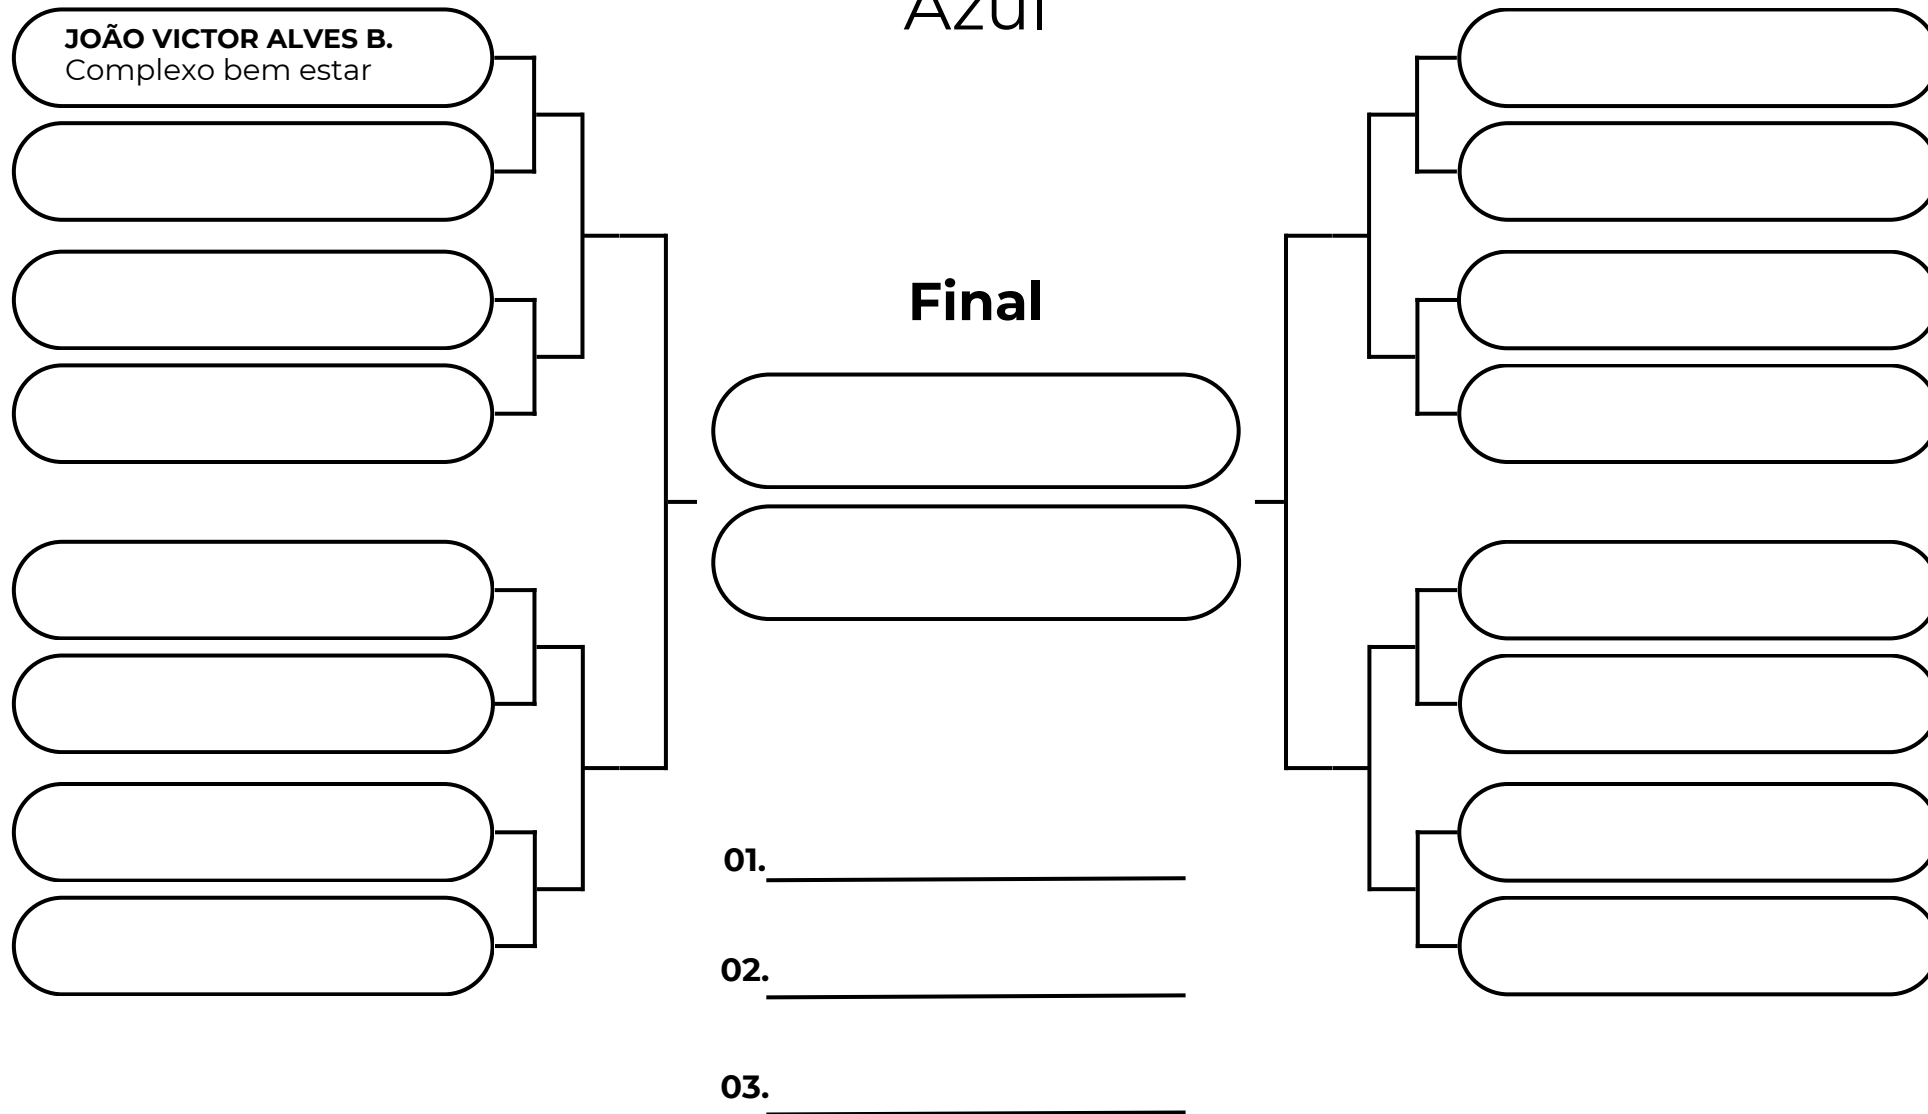 Azul
JOÃO VICTOR ALVES B.
Complexo bem estar
Final
01.
02.
03.